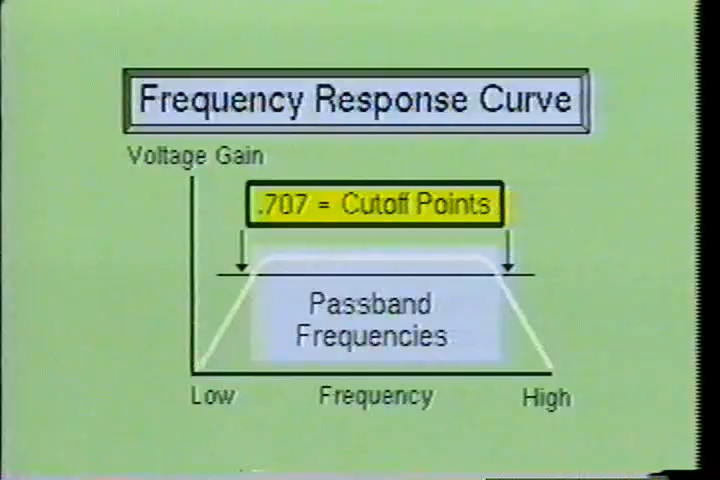 Frequency Response Curve
Voltage Gain
.707 = Cutoff Points
Passband
Frequencies
Low Frequency High